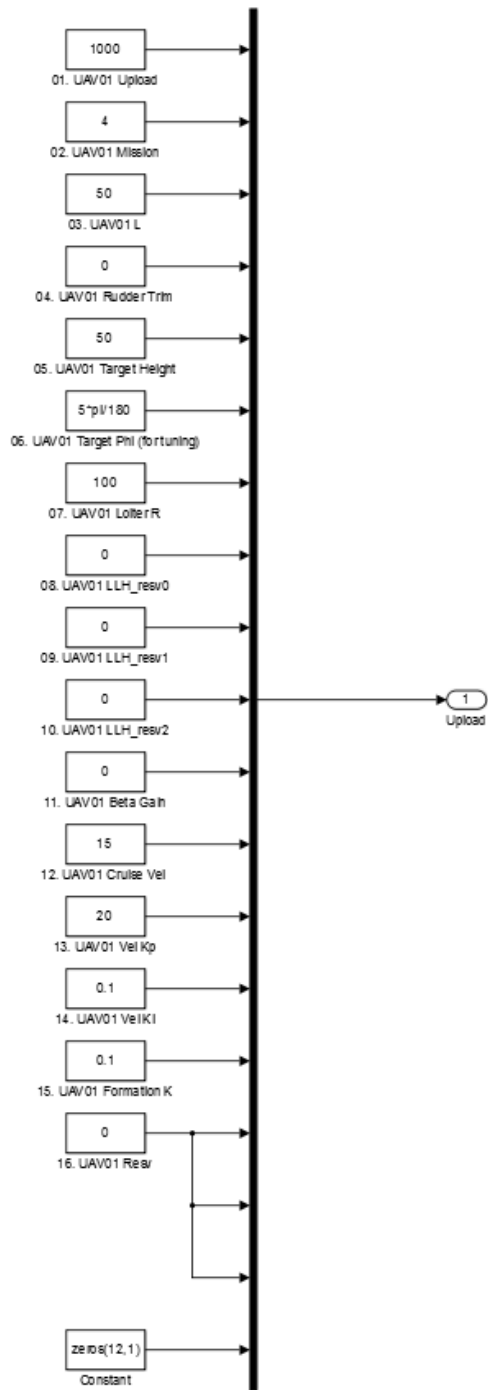 1000
01. UAV01 Upload
4
02. UAV01 Mission
50
03. UAV01 L
0
04. UAV01 Rudder Trim
50
05. UAV01 Target Height
5*pi/180
06. UAV01 Target Phi (for tuning)
100
07. UAV01 Loiter R
0
08. UAV01 LLH_resv0
0
09. UAV01 LLH_resv1
0
10. UAV01 LLH_resv2
1
Upload
0
11. UAV01 Beta Gain
15
12. UAV01 Cruise Vel
20
13. UAV01 Vel Kp
0.1
14. UAV01 Vel Ki
0.1
15. UAV01 Formation K
0
16. UAV01 Resv
zeros(12,1)
Constant